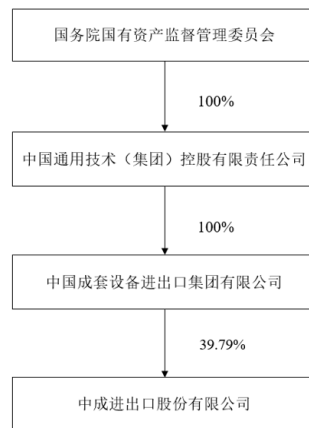 国务院国有资产监督管理委员会
100%
中国通用技术（集团）控股有限责任公司
100%
中国成套设备进出口集团有限公司
39.79%
中成进出口股份有限公司